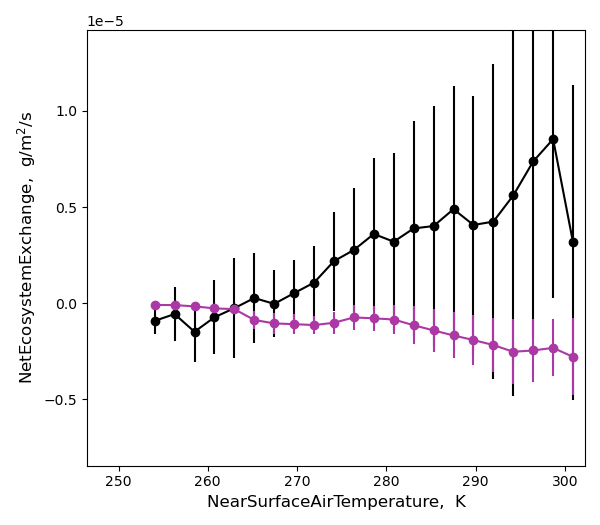 1e−5
1.0
0.5
0.0
−0.5
NetEcosystemExchange,  g/m²/s
250 260 270 280 290 300
NearSurfaceAirTemperature,  K